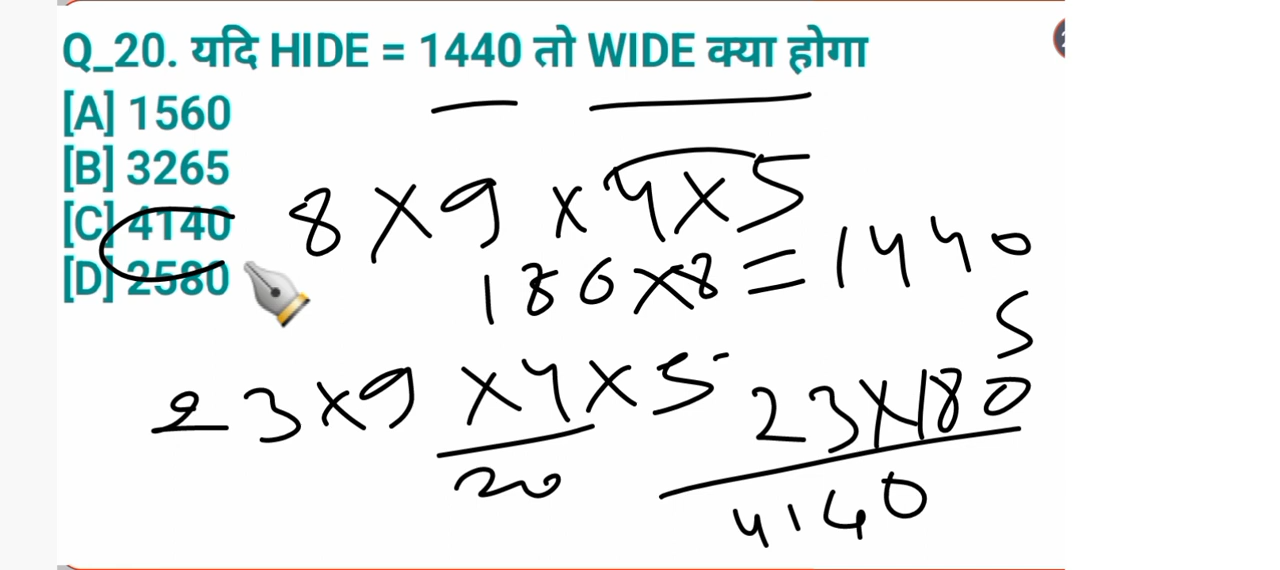 Q_20. यदि HIDE = 1440 तो WIDE क्या होगा
[A] 1560
[B] 3265
[C] 4140
[D] 2580
8 × 9 × 4 × 5
180 × 8 = 1440
5
23 × 9 × 4 × 5
20
23 × 180
4140